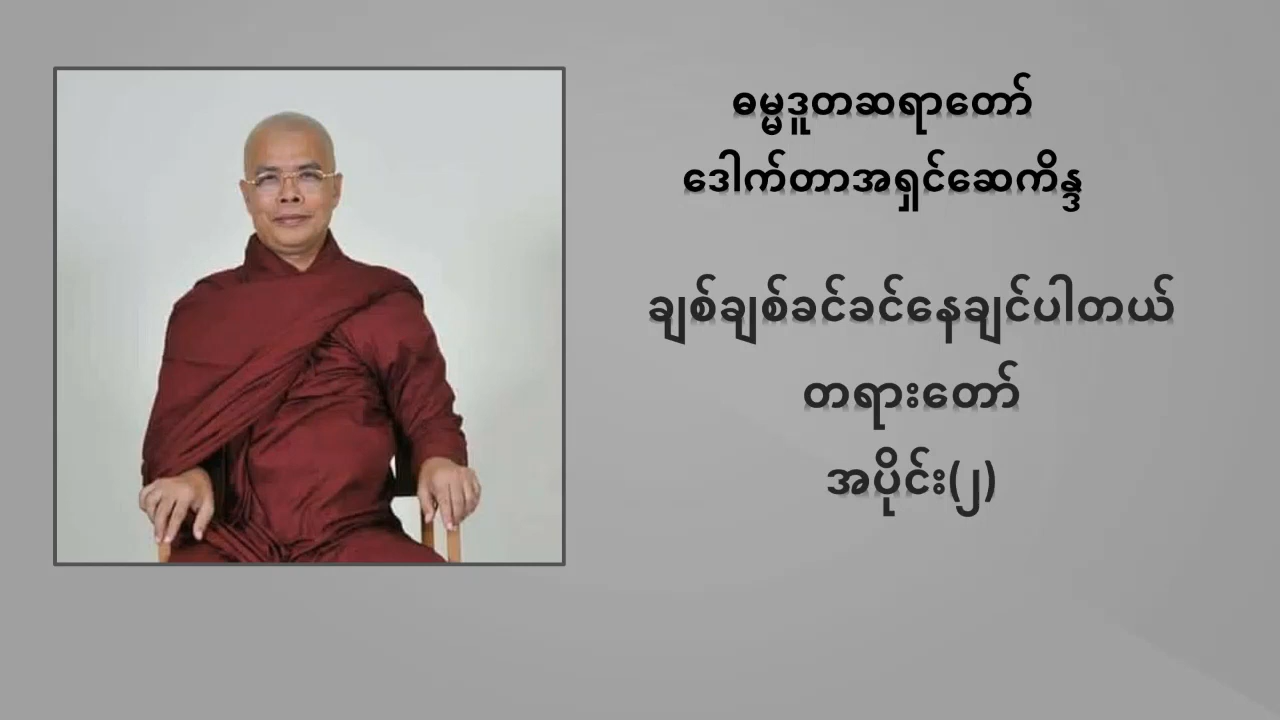 ဓမ္မဒူတဆရာတော်
ဒေါက်တာအရှင်ဆေကိန္ဒ
ချစ်ချစ်ခင်ခင်နေချင်ပါတယ်
တရားတော်
အပိုင်း(၂)